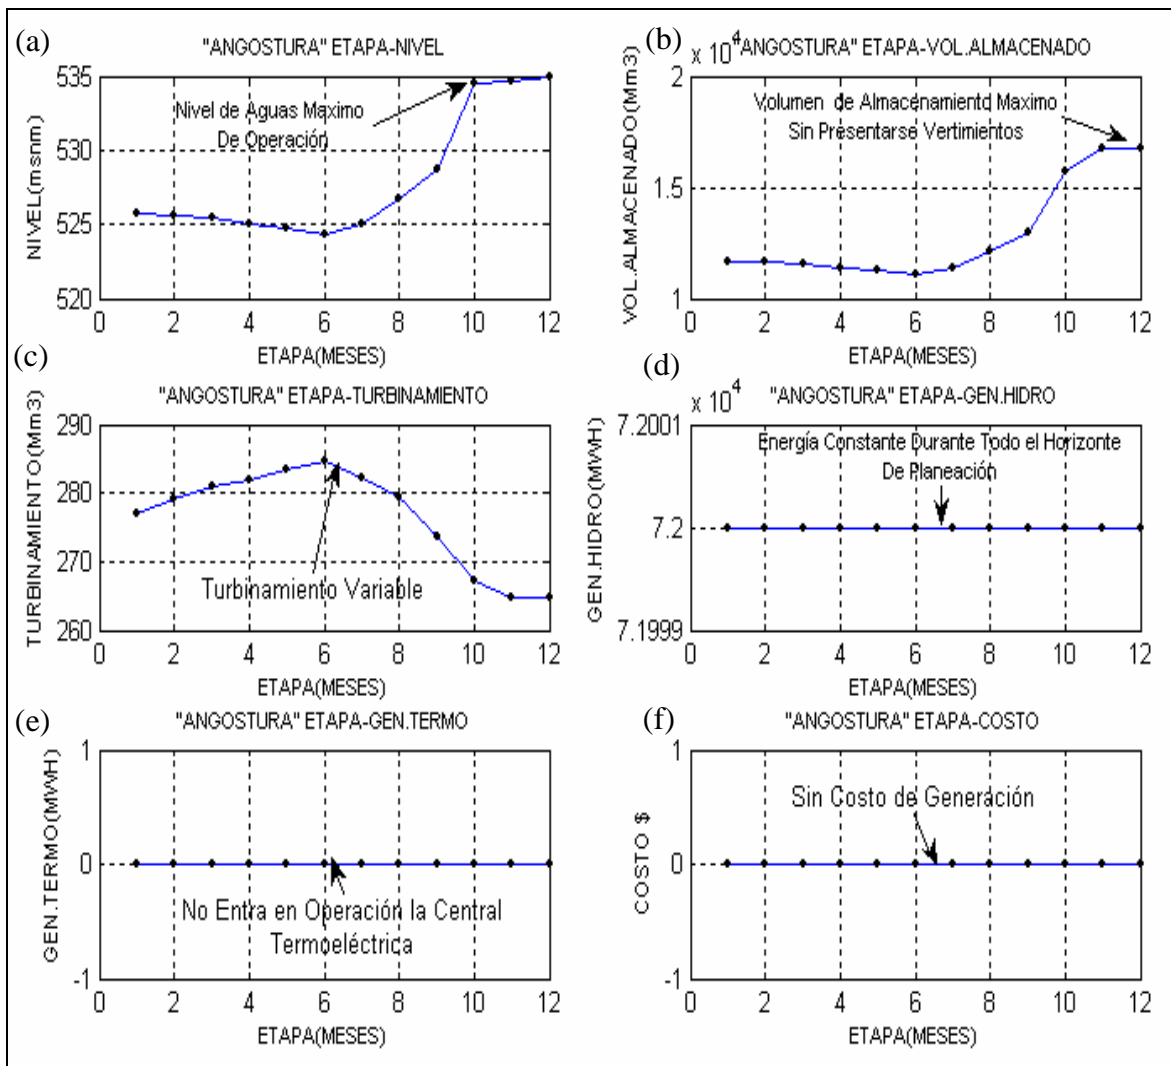 (a)
"ANGOSTURA" ETAPA-NIVEL
NIVEL(msnm)
535
530
525
520
Nivel de Aguas Maximo
De Operación
0 2 4 6 8 10 12
ETAPA(MESES)
(b)
x 10^4
"ANGOSTURA" ETAPA-VOL.ALMACENADO
VOL.ALMACENADO(Mm3)
2
1.5
1
Volumen de Almacenamiento Maximo
Sin Presentarse Vertimientos
0 2 4 6 8 10 12
ETAPA(MESES)
(c)
"ANGOSTURA" ETAPA-TURBINAMIENTO
TURBINAMIENTO(Mm3)
290
280
270
260
Turbinamiento Variable
0 2 4 6 8 10 12
ETAPA(MESES)
(d)
x 10^4
"ANGOSTURA" ETAPA-GEN.HIDRO
GEN.HIDRO(MWH)
7.2001
7.2
7.1999
Energía Constante Durante Todo el Horizonte
De Planeación
0 2 4 6 8 10 12
ETAPA(MESES)
(e)
"ANGOSTURA" ETAPA-GEN.TERMO
GEN.TERMO(MWH)
1
0
-1
No Entra en Operación la Central
Termoeléctrica
0 2 4 6 8 10 12
ETAPA(MESES)
(f)
"ANGOSTURA" ETAPA-COSTO
COSTO $
1
0
-1
Sin Costo de Generación
0 2 4 6 8 10 12
ETAPA(MESES)